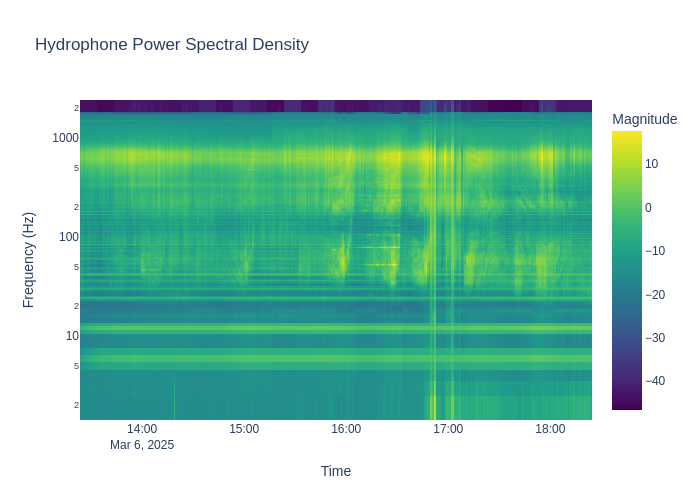 Hydrophone Power Spectral Density
Magnitude
10
0
−10
−20
−30
−40
2
1000
5
2
100
5
2
10
5
2
Frequency (Hz)
14:00 15:00 16:00 17:00 18:00
Mar 6, 2025
Time